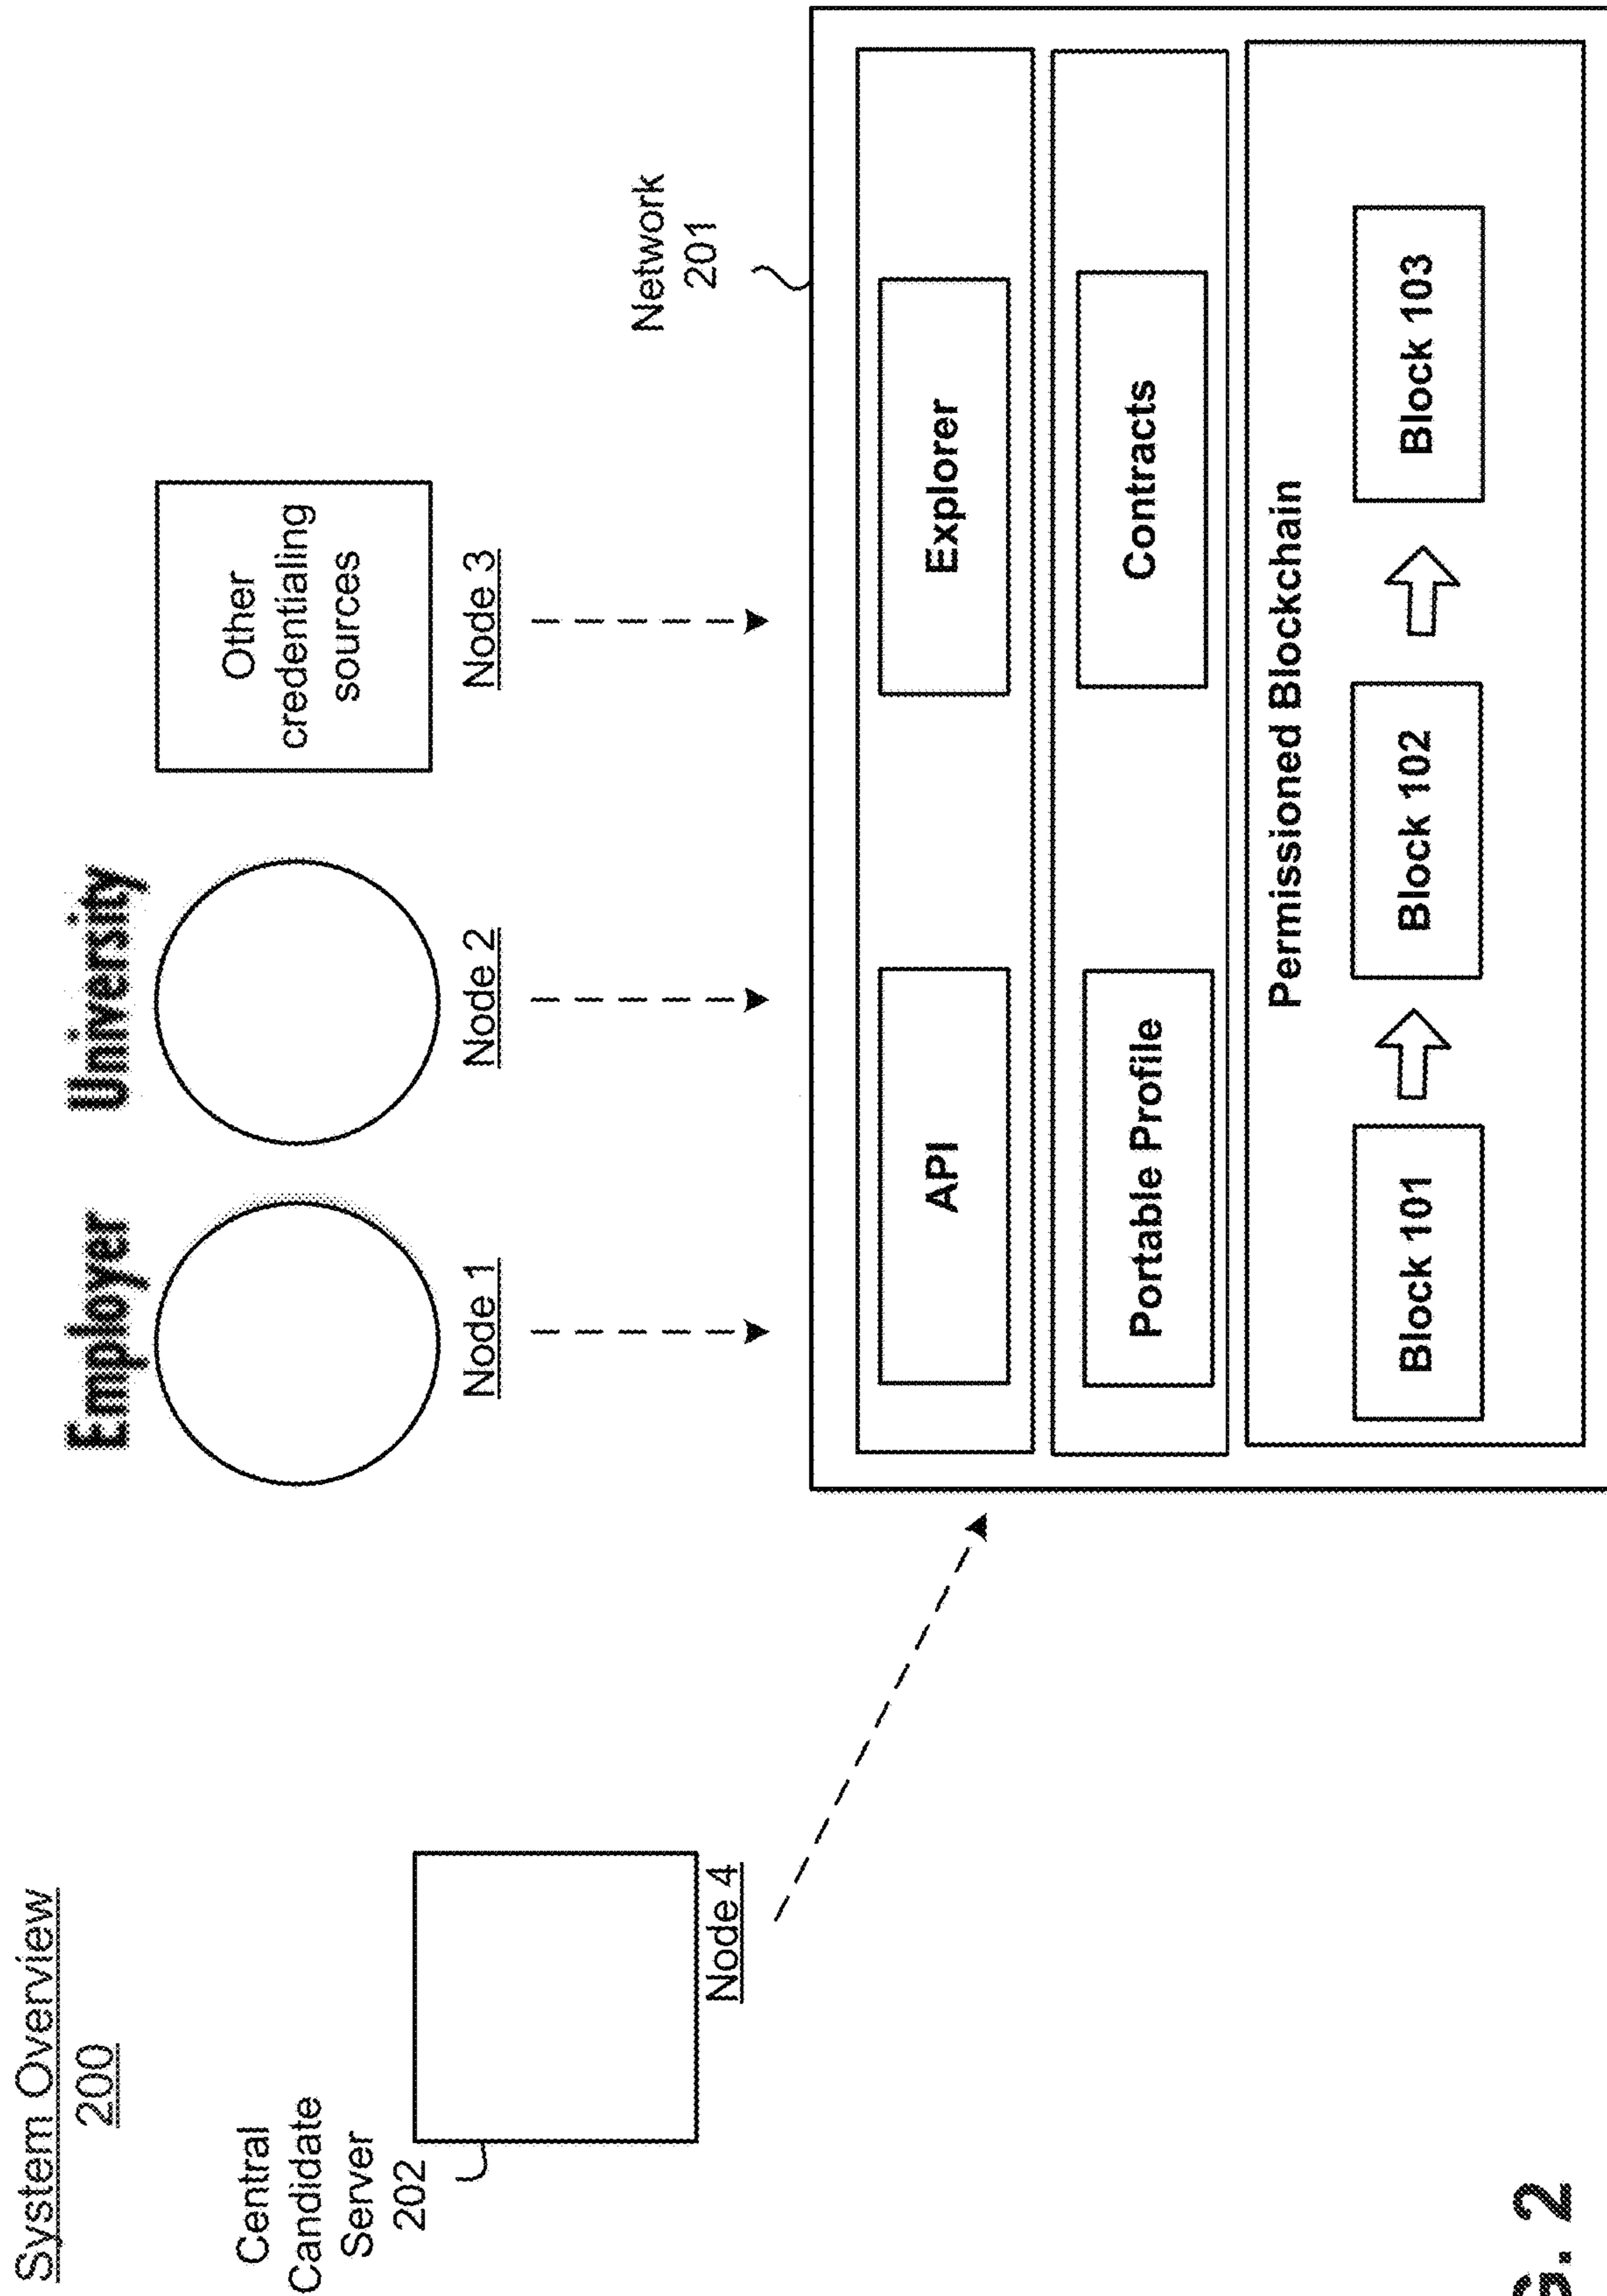 System Overview
200
Employer
University
Other
credentialing
sources
Node 1
Node 2
Node 3
Central
Candidate
Server
202
Node 4
Network
201
API
Explorer
Portable Profile
Contracts
Permissioned Blockchain
Block 101
Block 102
Block 103
G. 2